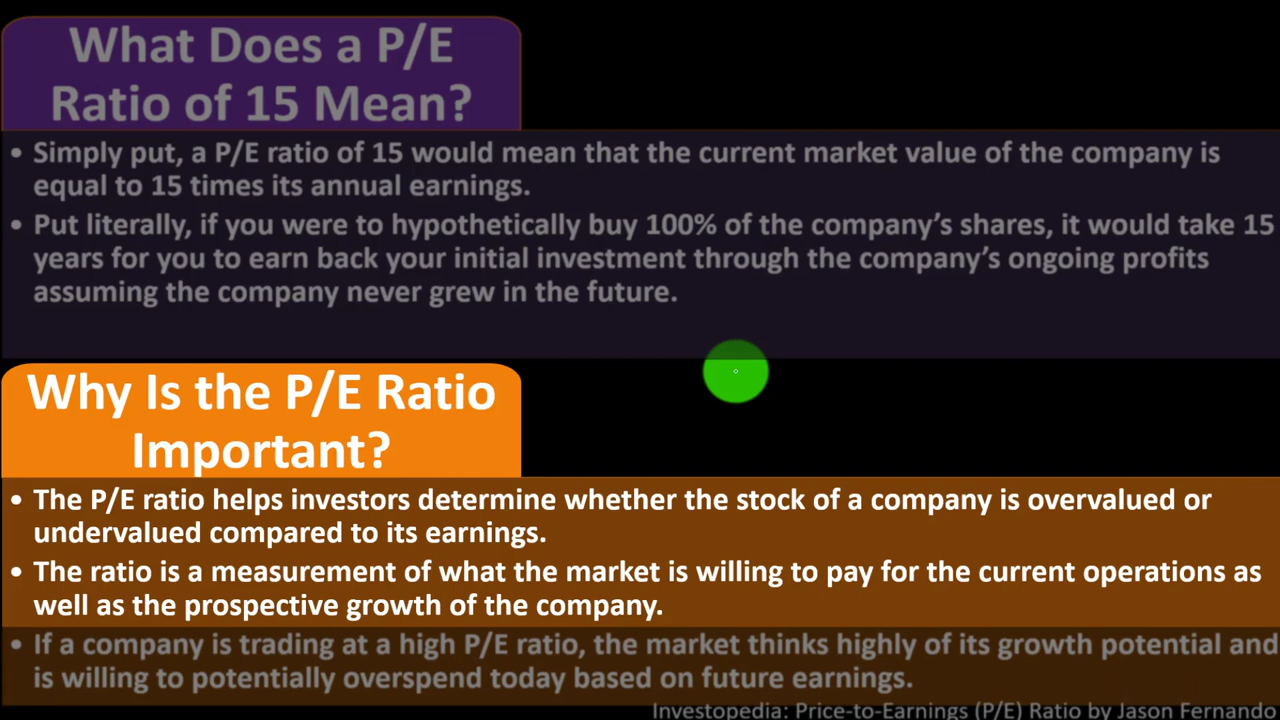 What Does a P/E
Ratio of 15 Mean?
• Simply put, a P/E ratio of 15 would mean that the current market value of the company is
equal to 15 times its annual earnings.
• Put literally, if you were to hypothetically buy 100% of the company’s shares, it would take 15
years for you to earn back your initial investment through the company’s ongoing profits
assuming the company never grew in the future.
Why Is the P/E Ratio
Important?
• The P/E ratio helps investors determine whether the stock of a company is overvalued or
undervalued compared to its earnings.
• The ratio is a measurement of what the market is willing to pay for the current operations as
well as the prospective growth of the company.
• If a company is trading at a high P/E ratio, the market thinks highly of its growth potential and
is willing to potentially overspend today based on future earnings.
Investopedia: Price-to-Earnings (P/E) Ratio by Jason Fernando